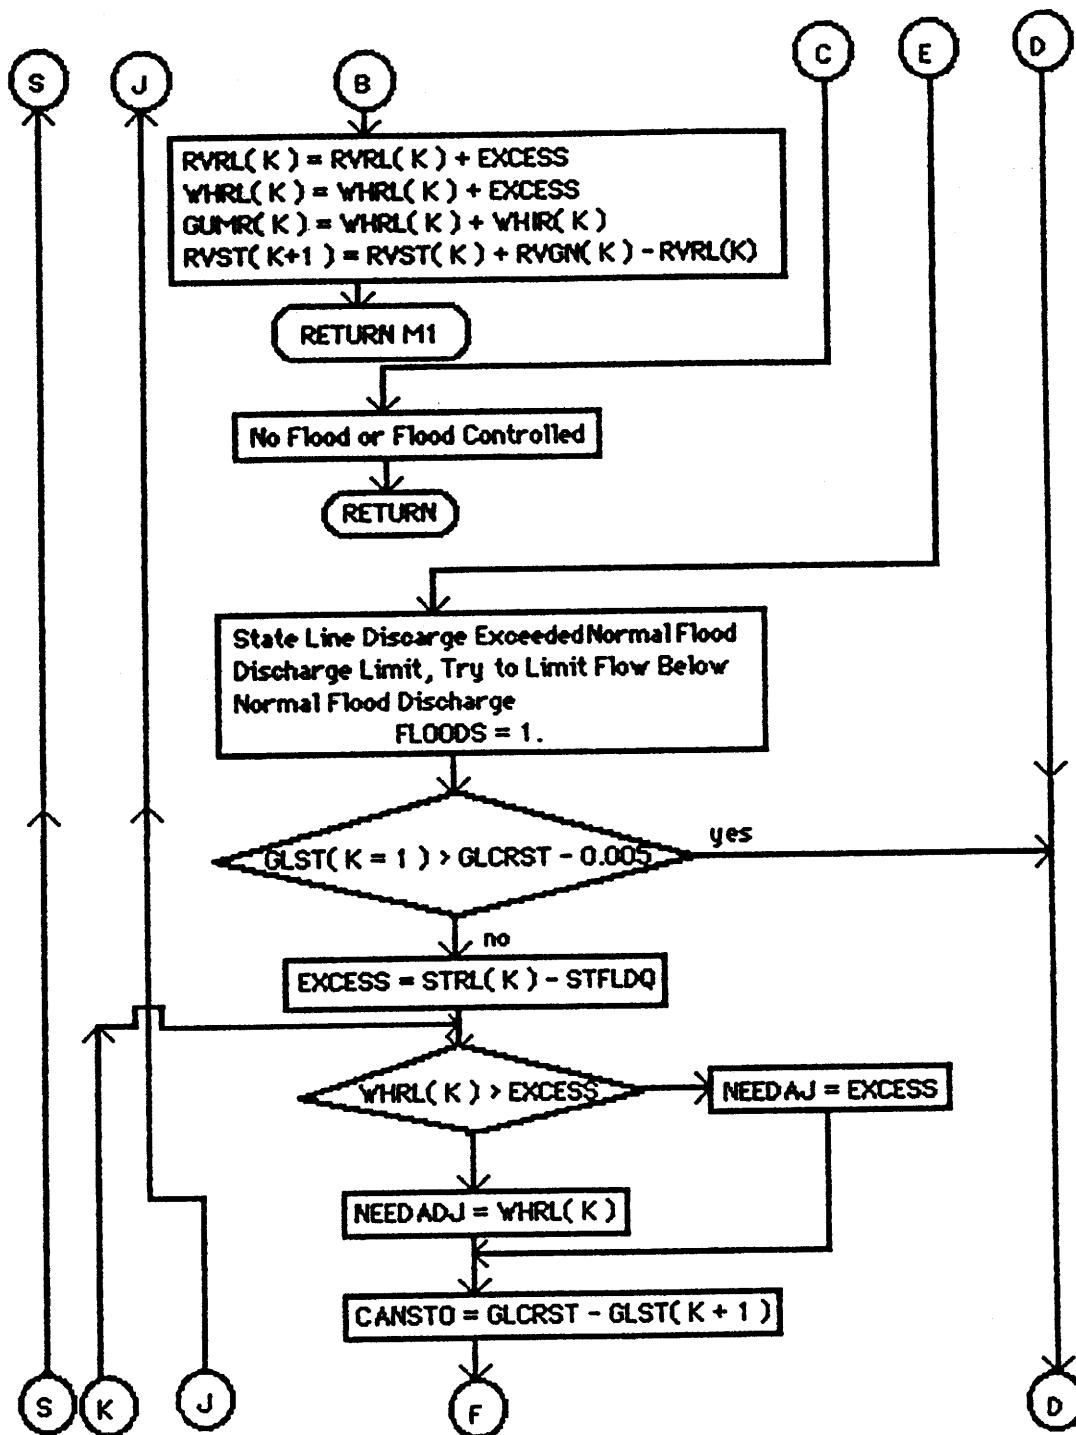 S
J
B
C
E
D
RVRL( K ) = RVRL( K ) + EXCESS
WHRL( K ) = WHRL( K ) + EXCESS
GUMR( K ) = WHRL( K ) + WHIR( K )
RVST( K+1 ) = RVST( K ) + RVGN( K ) - RVRL(K)
RETURN M1
No Flood or Flood Controlled
RETURN
State Line Discarge Exceeded Normal Flood
Discharge Limit, Try to Limit Flow Below
Normal Flood Discharge
FLOODS = 1.
GLST( K = 1 ) > GLCRST - 0.005
yes
no
EXCESS = STRL( K ) - STFLDQ
WHRL( K ) > EXCESS
NEEDAJ = EXCESS
NEEDADJ = WHRL( K )
CANSTO = GLCRST - GLST( K + 1 )
S
K
J
F
D